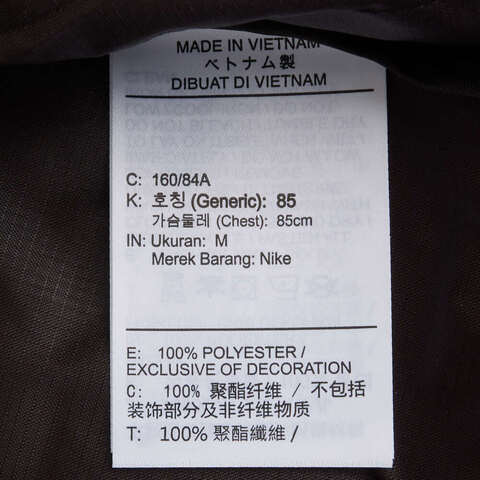 MADE IN VIETNAM
ベトナム製
DIBUAT DI VIETNAM
C: 160/84A
K: 호칭 (Generic): 85
가슴둘레 (Chest): 85cm
IN: Ukuran: M
Merek Barang: Nike
E: 100% POLYESTER /
EXCLUSIVE OF DECORATION
C: 100% 聚酯纤维 / 不包括
装饰部分及非纤维物质
T: 100% 聚酯纖維 /